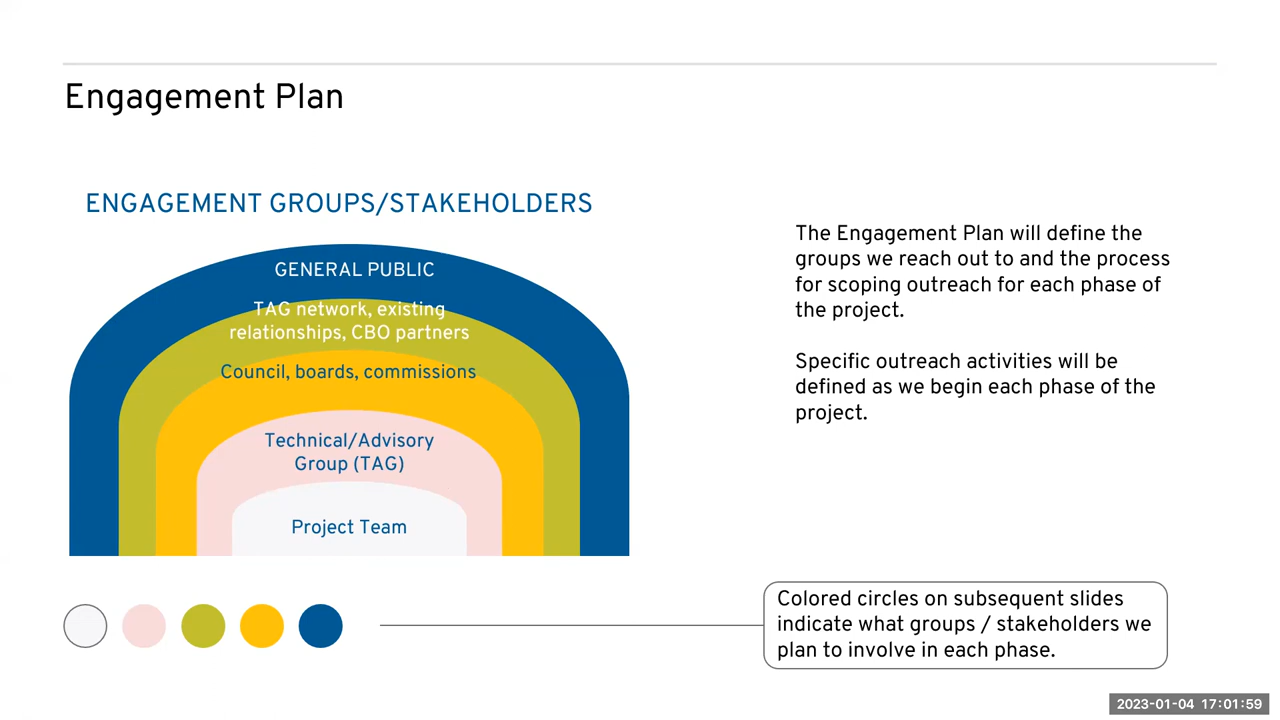 Engagement Plan
ENGAGEMENT GROUPS/STAKEHOLDERS
GENERAL PUBLIC
TAG network, existing
relationships, CBO partners
Council, boards, commissions
Technical/Advisory
Group (TAG)
Project Team
The Engagement Plan will define the
groups we reach out to and the process
for scoping outreach for each phase of
the project.
Specific outreach activities will be
defined as we begin each phase of the
project.
Colored circles on subsequent slides
indicate what groups / stakeholders we
plan to involve in each phase.
2023-01-04 17:01:59